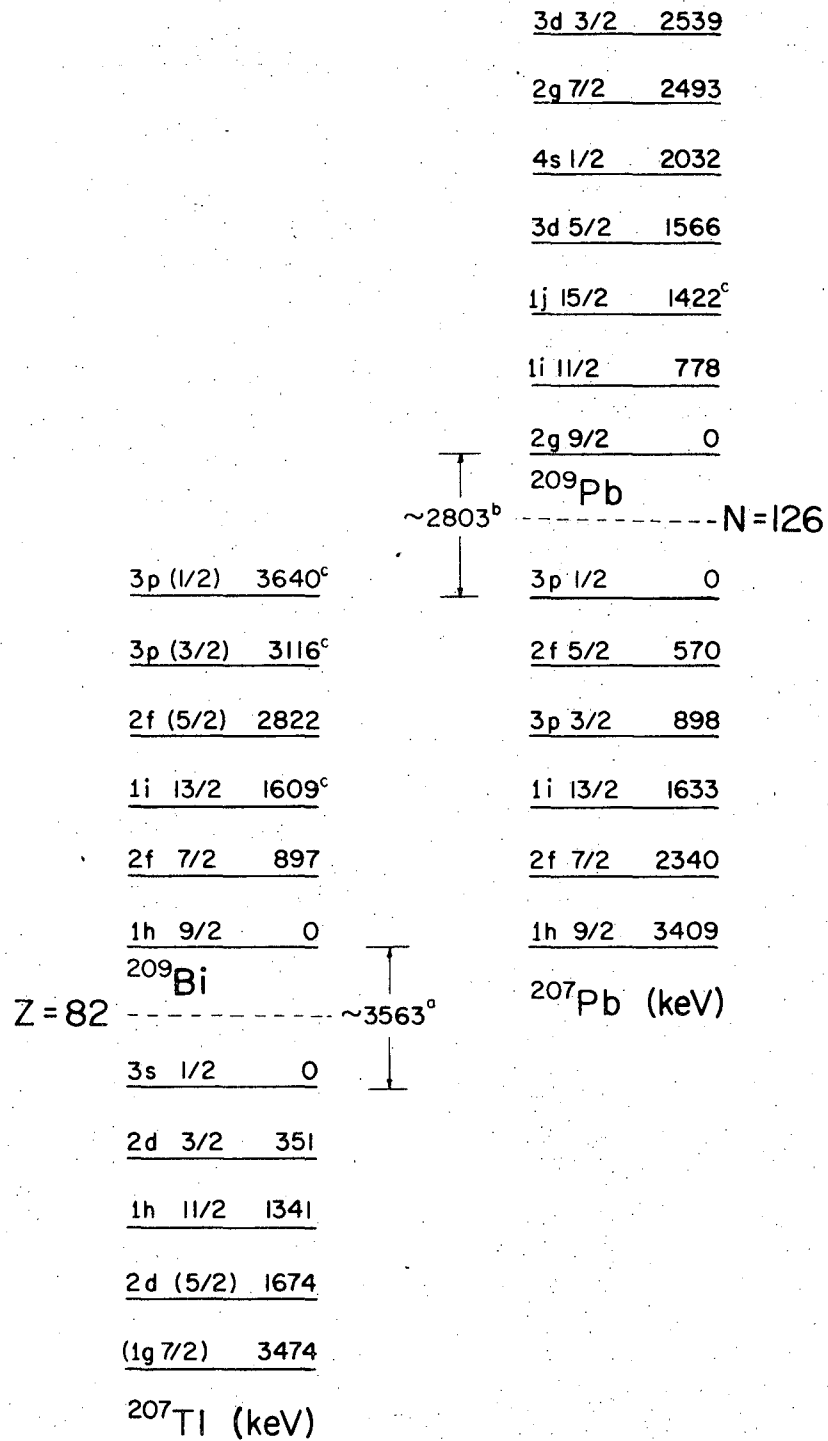 3d 3/2 2539
2g 7/2 2493
4s 1/2 2032
3d 5/2 1566
1j 15/2 1422ᶜ
1i 11/2 778
2g 9/2 0
²⁰⁹Pb
~2803ᵇ
N=126
3p 1/2 0
2f 5/2 570
3p 3/2 898
1i 13/2 1633
2f 7/2 2340
1h 9/2 3409
²⁰⁷Pb (keV)
3p (1/2) 3640ᶜ
3p (3/2) 3116ᶜ
2f (5/2) 2822
1i 13/2 1609ᶜ
2f 7/2 897
1h 9/2 0
²⁰⁹Bi
Z=82
~3563ᵃ
3s 1/2 0
2d 3/2 351
1h 11/2 1341
2d (5/2) 1674
(1g 7/2) 3474
²⁰⁷Tl (keV)